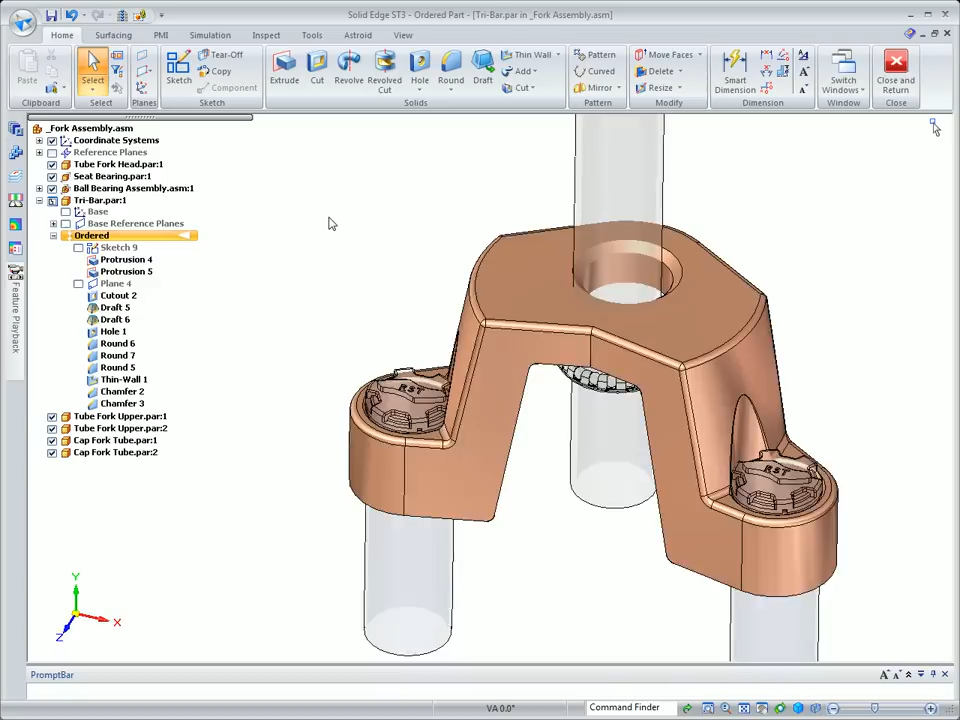 Solid Edge ST3 - Ordered Part - [Tri-Bar.par in _Fork Assembly.asm]
Home Surfacing PMI Simulation Inspect Tools Astroid View
Paste
Clipboard
Select
Select
Planes
Sketch
Tear-Off
Copy
Component
Sketch
Extrude
Cut
Revolve
Revolved Cut
Hole
Round
Draft
Thin Wall
Add
Cut
Solids
Pattern
Curved
Mirror
Pattern
Move Faces
Delete
Resize
Modify
Smart Dimension
Dimension
Switch Windows
Window
Close and Return
Close
_Fork Assembly.asm
Coordinate Systems
Reference Planes
Tube Fork Head.par:1
Seat Bearing.par:1
Ball Bearing Assembly.asm:1
Tri-Bar.par:1
Base
Base Reference Planes
Ordered
Sketch 9
Protrusion 4
Protrusion 5
Plane 4
Cutout 2
Draft 5
Draft 6
Hole 1
Round 6
Round 7
Round 5
Thin-Wall 1
Chamfer 2
Chamfer 3
Tube Fork Upper.par:1
Tube Fork Upper.par:2
Cap Fork Tube.par:1
Cap Fork Tube.par:2
Feature Playback
RST
RST
Y
X
Z
PromptBar
VA 0.0°
Command Finder